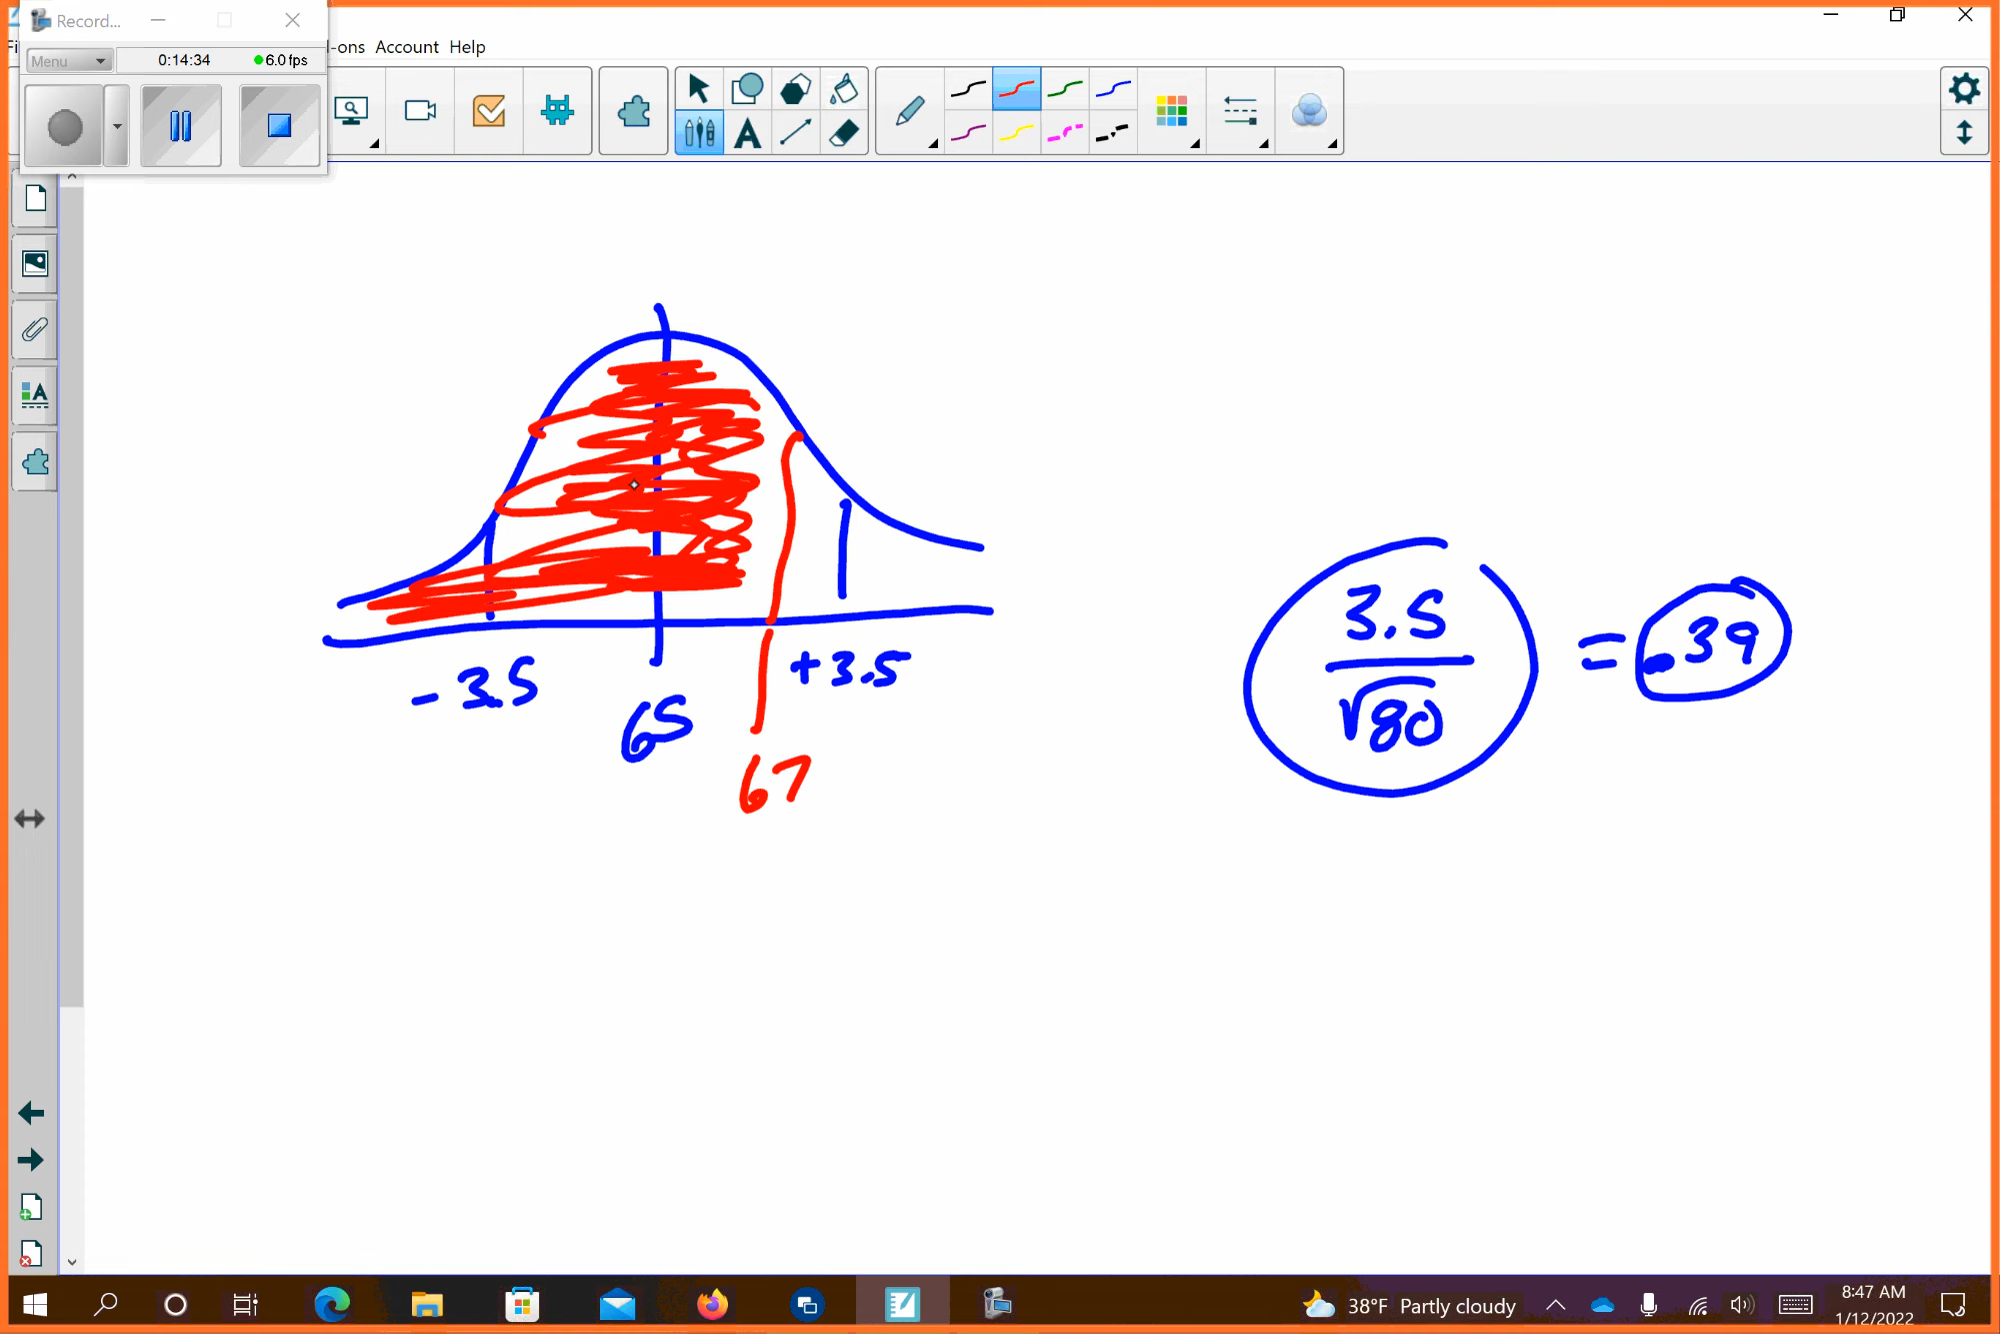 Record...
Menu
0:14:34
6.0 fps
-ons Account Help
- 3.5
65
67
+3.5
3.5
√80
= .39
38°F Partly cloudy
8:47 AM
1/12/2022